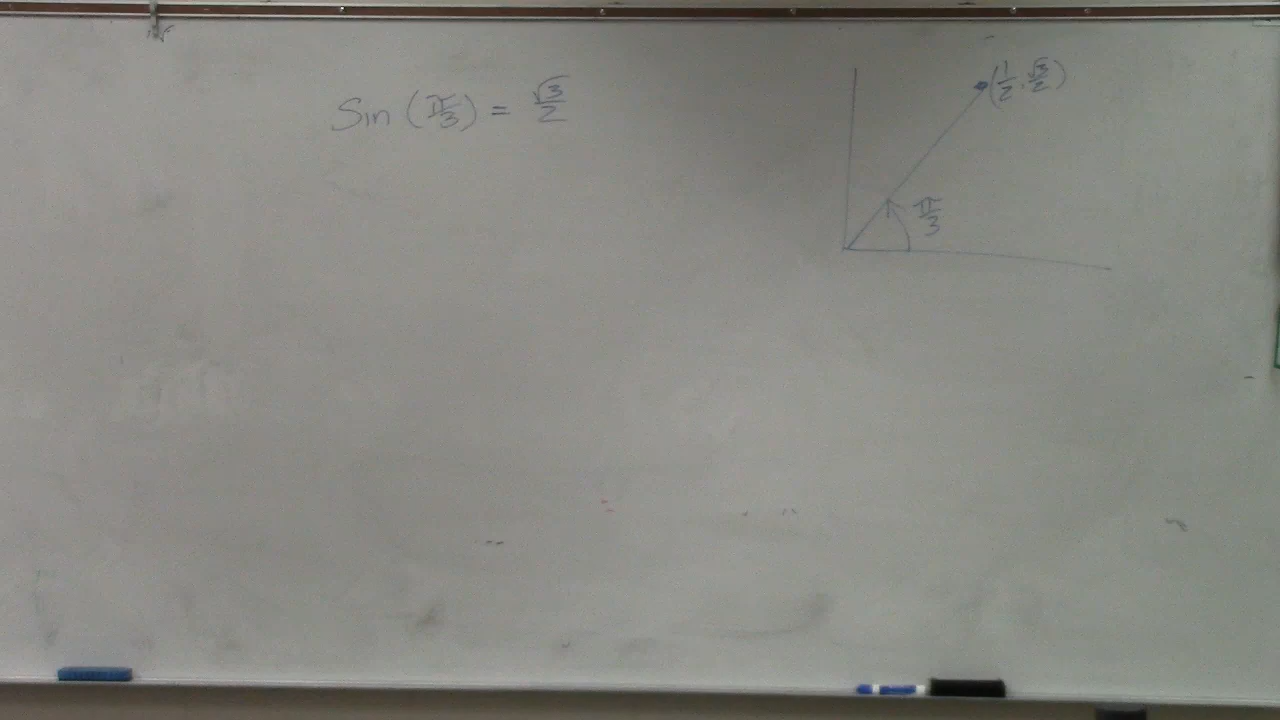 Sin (π/3) = √3/2
(1/2, √3/2)
π/3